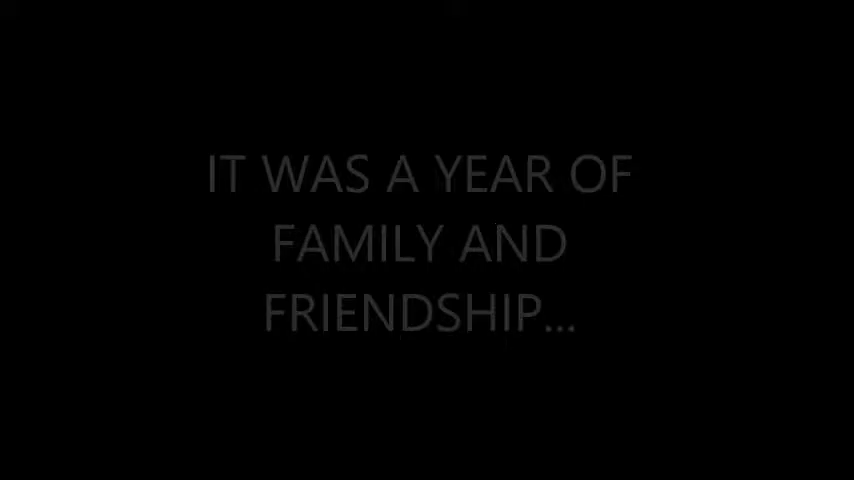 IT WAS A YEAR OF
FAMILY AND
FRIENDSHIP...